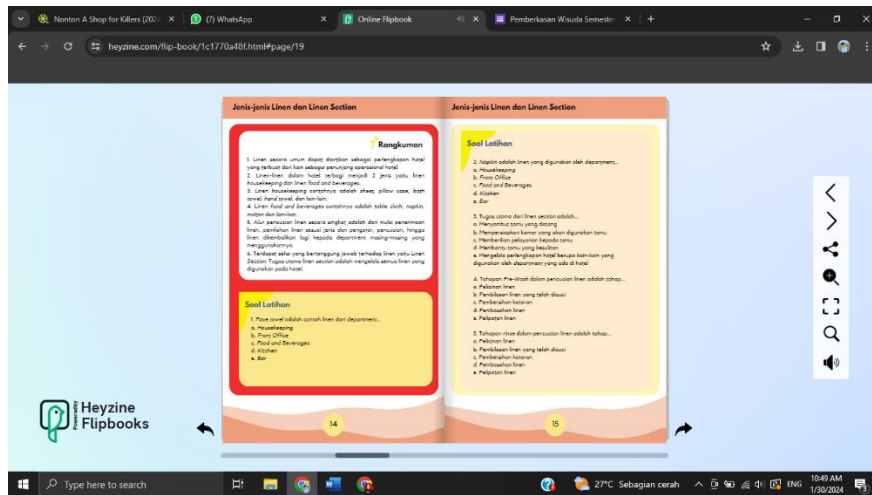 Nonton A Shop for Killers (202
(7) WhatsApp
Online Flipbook
Pemberkasan Wisuda Semeste
heyzine.com/flip-book/1c1770a48f.html#page/19
Jenis-jenis Linen dan Linen Section
Rangkuman
1. Linen secara umum dapat diartikan sebagai perlengkapan hotel
yang terbuat dari kain sebagai penunjang operasional hotel.
2. Linen-linen dalam hotel terbagi menjadi 2 jenis yaitu linen
housekeeping dan linen food and beverages.
3. Linen housekeeping contohnya adalah sheet, pillow case, bath
towel, hand towel, dan lain-lain.
4. Linen food and beverages contohnya adalah table cloth, napkin,
molton dan lain-lain.
5. Alur pencucian linen secara singkat adalah dari mulai penerimaan
linen, pemilahan linen sesuai jenis dan pengotor, pencucian, hingga
linen dikembalikan lagi kepada department masing-masing yang
menggunakannya.
6. Terdapat seksi yang bertanggung jawab terhadap linen yaitu Linen
Section. Tugas utama linen section adalah mengelola semua linen yang
digunakan pada hotel.
Soal Latihan
1. Face towel adalah contoh linen dari department...
a. Housekeeping
b. Front Office
c. Food and Beverages
d. Kitchen
e. Bar
14
Jenis-jenis Linen dan Linen Section
Soal Latihan
2. Napkin adalah linen yang digunakan oleh department...
a. Housekeeping
b. Front Office
c. Food and Beverages
d. Kitchen
e. Bar
3. Tugas utama dari linen section adalah...
a. Menyambut tamu yang datang
b. Mempersiapkan kamar yang akan digunakan tamu
c. Memberikan pelayanan kepada tamu
d. Membantu tamu yang kesulitan
e. Mengelola perlengkapan hotel berupa kain-kain yang
digunakan oleh department yang ada di hotel
4. Tahapan Pre-Wash dalam pencucian linen adalah tahap...
a. Pelicinan linen
b. Pembilasan linen yang telah dicuci
c. Pembersihan kotoran
d. Pembasahan linen
e. Pelipatan linen
5. Tahapan rinse dalam pencucian linen adalah tahap...
a. Pelicinan linen
b. Pembilasan linen yang telah dicuci
c. Pembersihan kotoran
d. Pembasahan linen
e. Pelipatan linen
15
Powered by
Heyzine
Flipbooks
Type here to search
27°C Sebagian cerah
ENG
10:49 AM
1/30/2024